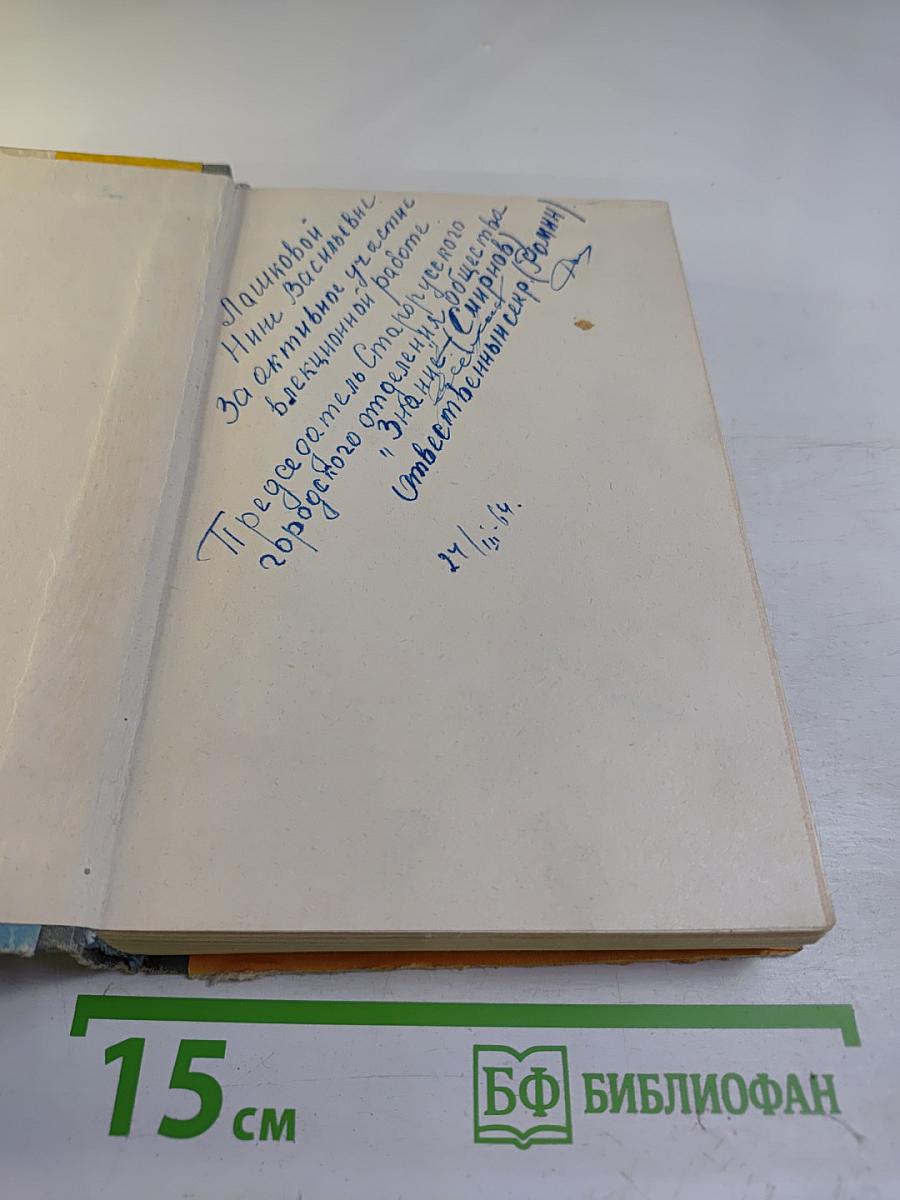 Лашковой
Нине Васильевне
За активное участие
в лекционной работе
Председатель Старорусского
городского отделения общества
"Знание" (Смирнов)
ответственный секр (Фомин)
24/III-64.
15 см
БФ БИБЛИОФАН